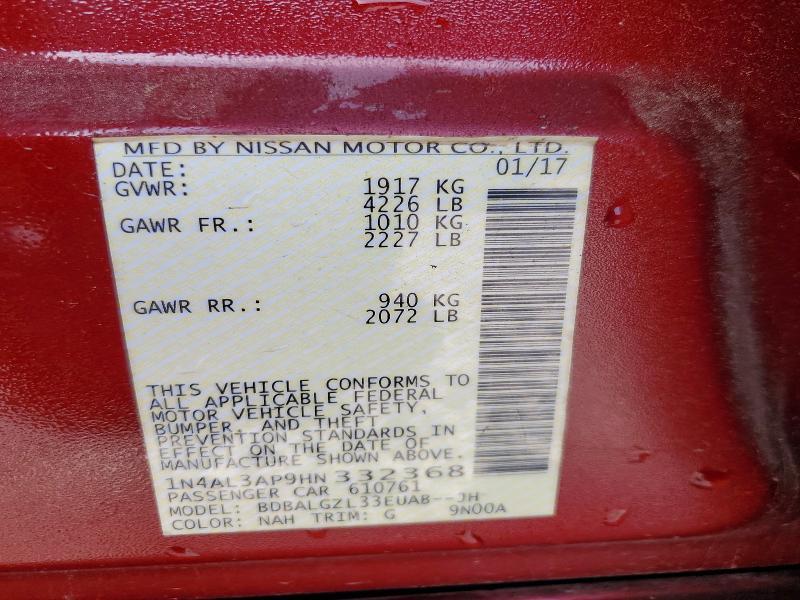 MFD BY NISSAN MOTOR CO., LTD.
DATE: 01/17
GVWR: 1917 KG
4226 LB
GAWR FR.: 1010 KG
2227 LB
GAWR RR.: 940 KG
2072 LB
THIS VEHICLE CONFORMS TO
ALL APPLICABLE FEDERAL
MOTOR VEHICLE SAFETY,
BUMPER, AND THEFT
PREVENTION STANDARDS IN
EFFECT ON THE DATE OF
MANUFACTURE SHOWN ABOVE.
1N4AL3AP9HN 332368
PASSENGER CAR 610761
MODEL: BDBALGZL33EUAB--JH
COLOR: NAH TRIM: G 9N00A